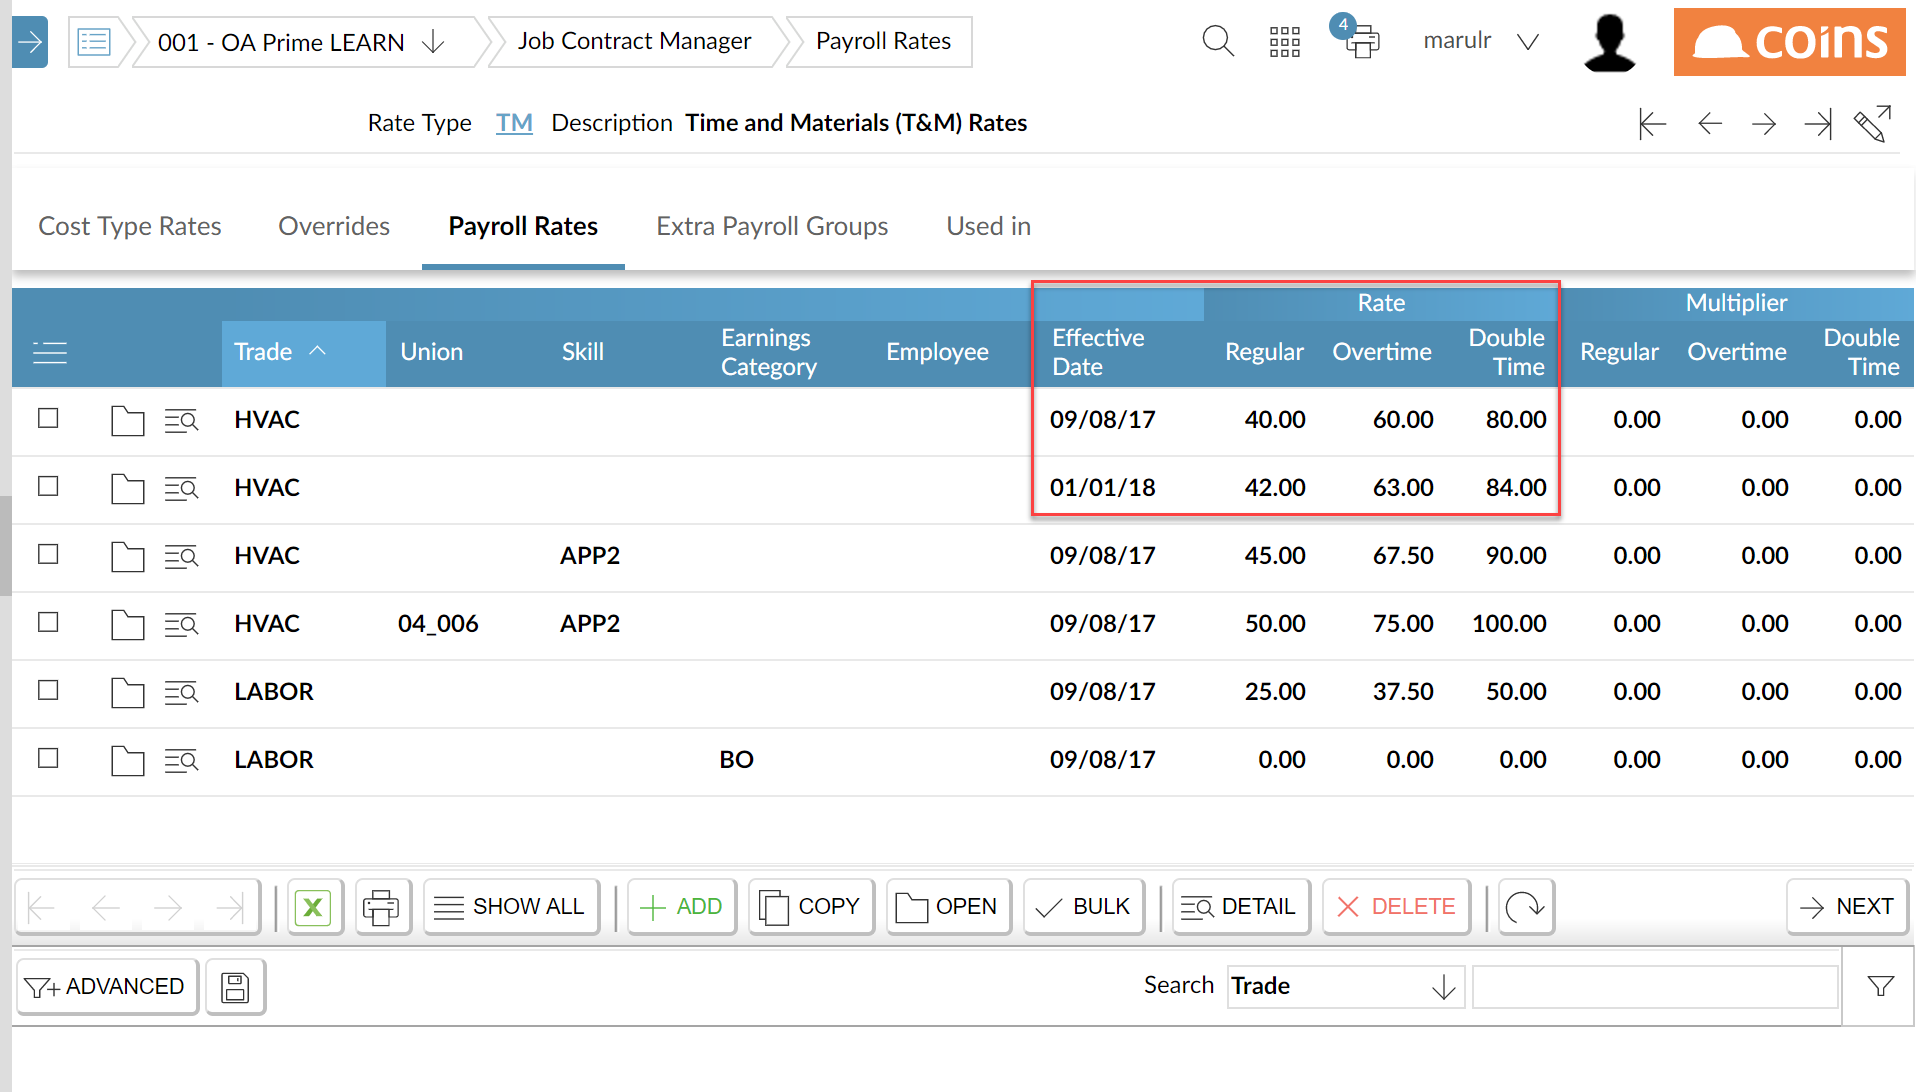 001 - OA Prime LEARN Job Contract Manager Payroll Rates 4 marulr coins
Rate Type TM Description Time and Materials (T&M) Rates
Cost Type Rates Overrides Payroll Rates Extra Payroll Groups Used in
Rate Multiplier
Trade Union Skill Earnings Category Employee Effective Date Regular Overtime Double Time Regular Overtime Double Time
HVAC 09/08/17 40.00 60.00 80.00 0.00 0.00 0.00
HVAC 01/01/18 42.00 63.00 84.00 0.00 0.00 0.00
HVAC APP2 09/08/17 45.00 67.50 90.00 0.00 0.00 0.00
HVAC 04_006 APP2 09/08/17 50.00 75.00 100.00 0.00 0.00 0.00
LABOR 09/08/17 25.00 37.50 50.00 0.00 0.00 0.00
LABOR BO 09/08/17 0.00 0.00 0.00 0.00 0.00 0.00
SHOW ALL ADD COPY OPEN BULK DETAIL DELETE NEXT
ADVANCED Search Trade